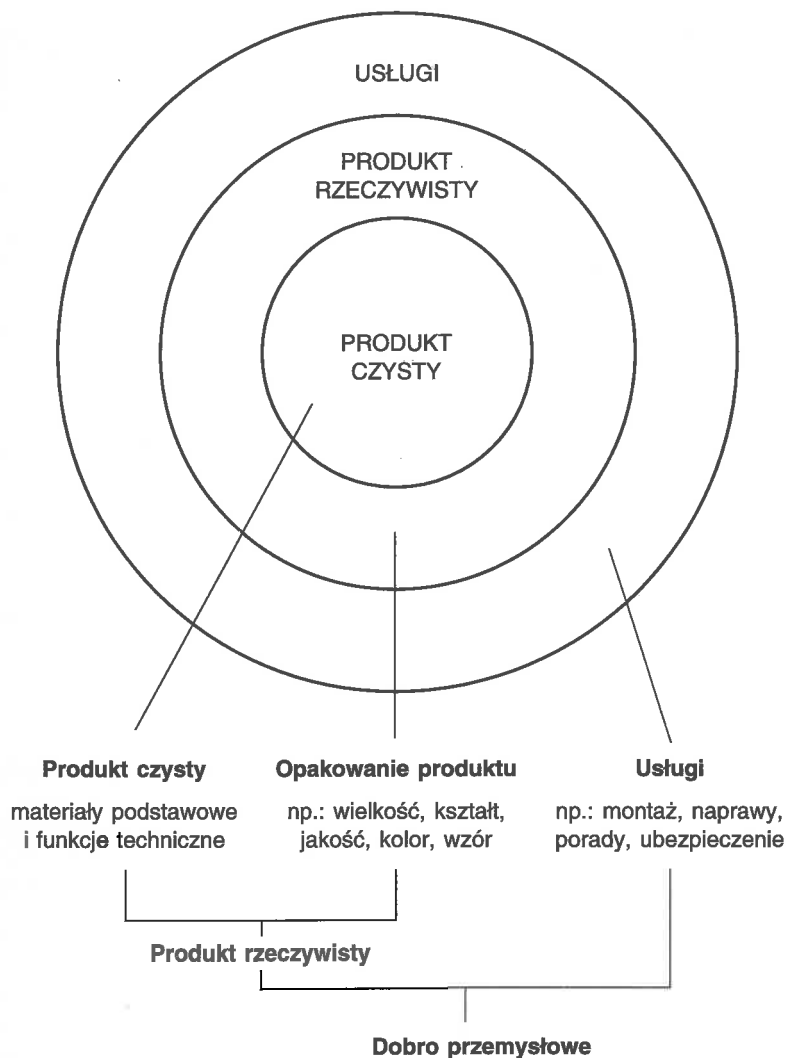 USŁUGI
PRODUKT
RZECZYWISTY
PRODUKT
CZYSTY
Produkt czysty
materiały podstawowe
i funkcje techniczne
Opakowanie produktu
np.: wielkość, kształt,
jakość, kolor, wzór
Usługi
np.: montaż, naprawy,
porady, ubezpieczenie
Produkt rzeczywisty
Dobro przemysłowe